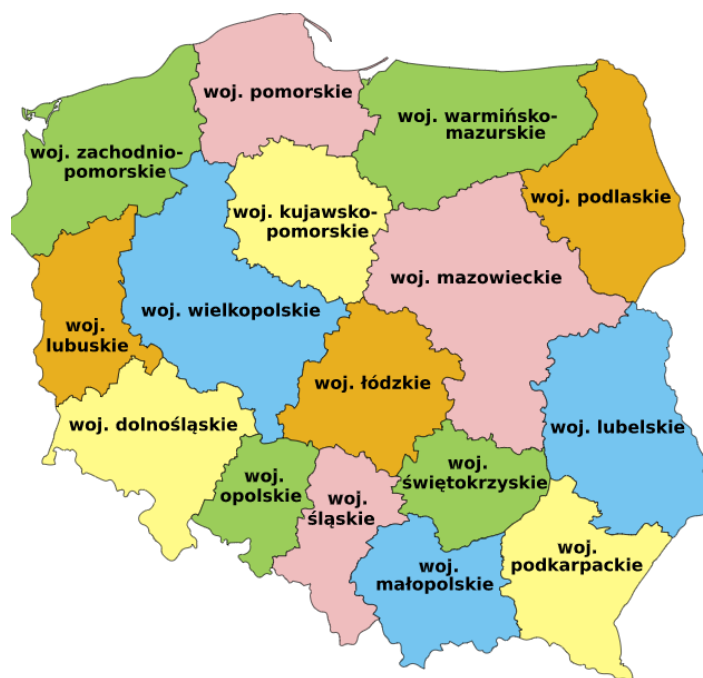 woj. pomorskie
woj. warmińsko-
mazurskie
woj. zachodnio-
pomorskie
woj. podlaskie
woj. kujawsko-
pomorskie
woj. mazowieckie
woj. wielkopolskie
woj.
lubuskie
woj. łódzkie
woj. dolnośląskie
woj. lubelskie
woj.
opolskie
woj.
śląskie
woj.
świętokrzyskie
woj.
małopolskie
woj.
podkarpackie